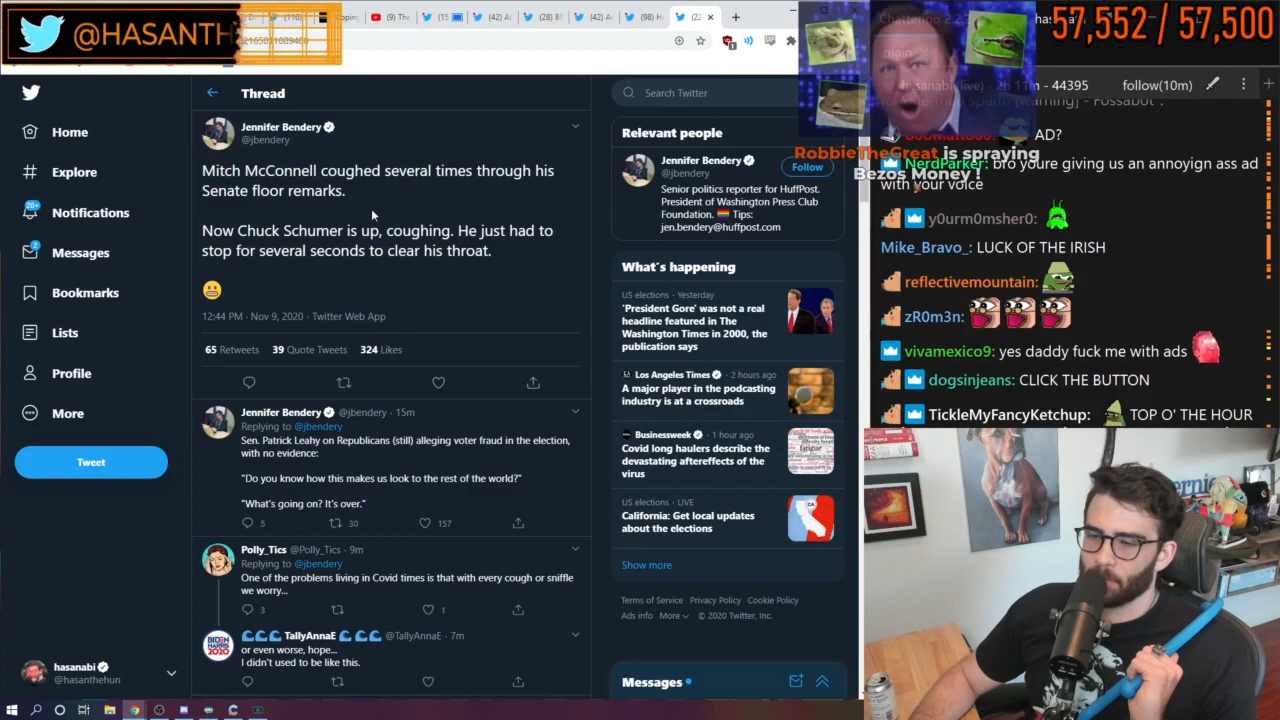 @HASANTH
57,552 / 57,500
main
hasanabi(live) - 2h 11m - 44395
follow(10m)
RobbieTheGreat is spraying
Bezos Money !
AD?
NerdParker: bro youre giving us an annoyign ass ad
with your voice
y0urm0msher0:
Mike_Bravo_: LUCK OF THE IRISH
reflectivemountain:
zR0m3n:
vivamexico9: yes daddy fuck me with ads
dogsinjeans: CLICK THE BUTTON
TickleMyFancyKetchup: TOP O' THE HOUR
Home
Explore
20+
Notifications
2
Messages
Bookmarks
Lists
Profile
More
Tweet
hasanabi
@hasanthehun
Thread
Jennifer Bendery
@jbendery
Mitch McConnell coughed several times through his
Senate floor remarks.
Now Chuck Schumer is up, coughing. He just had to
stop for several seconds to clear his throat.
12:44 PM · Nov 9, 2020 · Twitter Web App
65 Retweets 39 Quote Tweets 324 Likes
Jennifer Bendery @jbendery · 15m
Replying to @jbendery
Sen. Patrick Leahy on Republicans (still) alleging voter fraud in the election,
with no evidence:
"Do you know how this makes us look to the rest of the world?"
"What's going on? It's over."
5 30 157
Polly_Tics @Polly_Tics · 9m
Replying to @jbendery
One of the problems living in Covid times is that with every cough or sniffle
we worry...
3 1
BIDEN
HARRIS
2020
TallyAnnaE @TallyAnnaE · 7m
or even worse, hope...
I didn't used to be like this.
Search Twitter
Relevant people
Jennifer Bendery
@jbendery
Follow
Senior politics reporter for HuffPost.
President of Washington Press Club
Foundation. Tips:
jen.bendery@huffpost.com
What's happening
US elections · Yesterday
'President Gore' was not a real
headline featured in The
Washington Times in 2000, the
publication says
Los Angeles Times · 2 hours ago
A major player in the podcasting
industry is at a crossroads
Businessweek · 1 hour ago
Covid long haulers describe the
devastating aftereffects of the
virus
US elections · LIVE
California: Get local updates
about the elections
Show more
Terms of Service Privacy Policy Cookie Policy
Ads info More © 2020 Twitter, Inc.
Messages